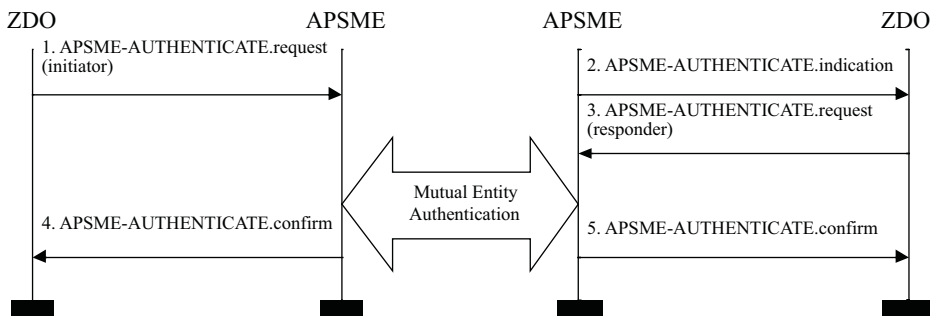 ZDO APSME APSME ZDO
1. APSME-AUTHENTICATE.request
(initiator)
2. APSME-AUTHENTICATE.indication
3. APSME-AUTHENTICATE.request
(responder)
Mutual Entity
Authentication
4. APSME-AUTHENTICATE.confirm
5. APSME-AUTHENTICATE.confirm